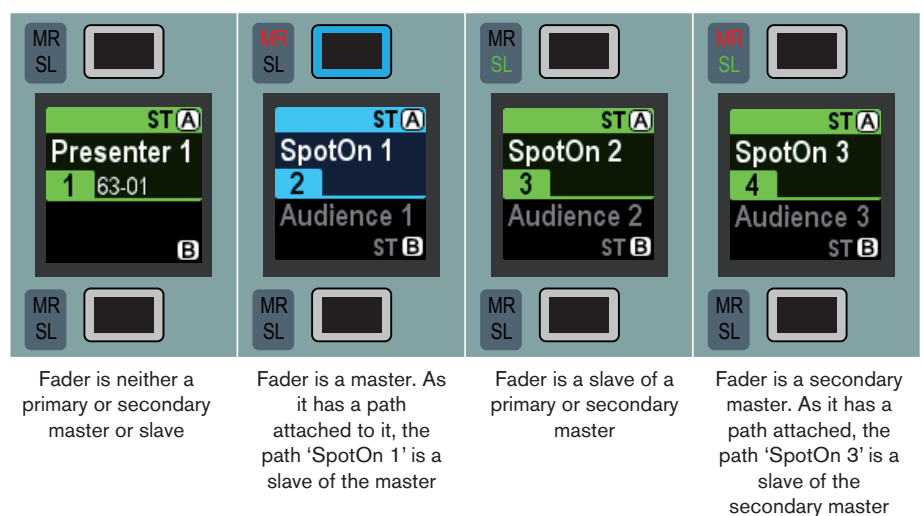 MR
SL
ST A
Presenter 1
1 63-01
B
MR
SL
Fader is neither a
primary or secondary
master or slave
MR
SL
ST A
SpotOn 1
2
Audience 1
ST B
MR
SL
Fader is a master. As
it has a path
attached to it, the
path ‘SpotOn 1’ is a
slave of the master
MR
SL
ST A
SpotOn 2
3
Audience 2
ST B
MR
SL
Fader is a slave of a
primary or secondary
master
MR
SL
ST A
SpotOn 3
4
Audience 3
ST B
MR
SL
Fader is a secondary
master. As it has a
path attached, the
path ‘SpotOn 3’ is a
slave of the
secondary master